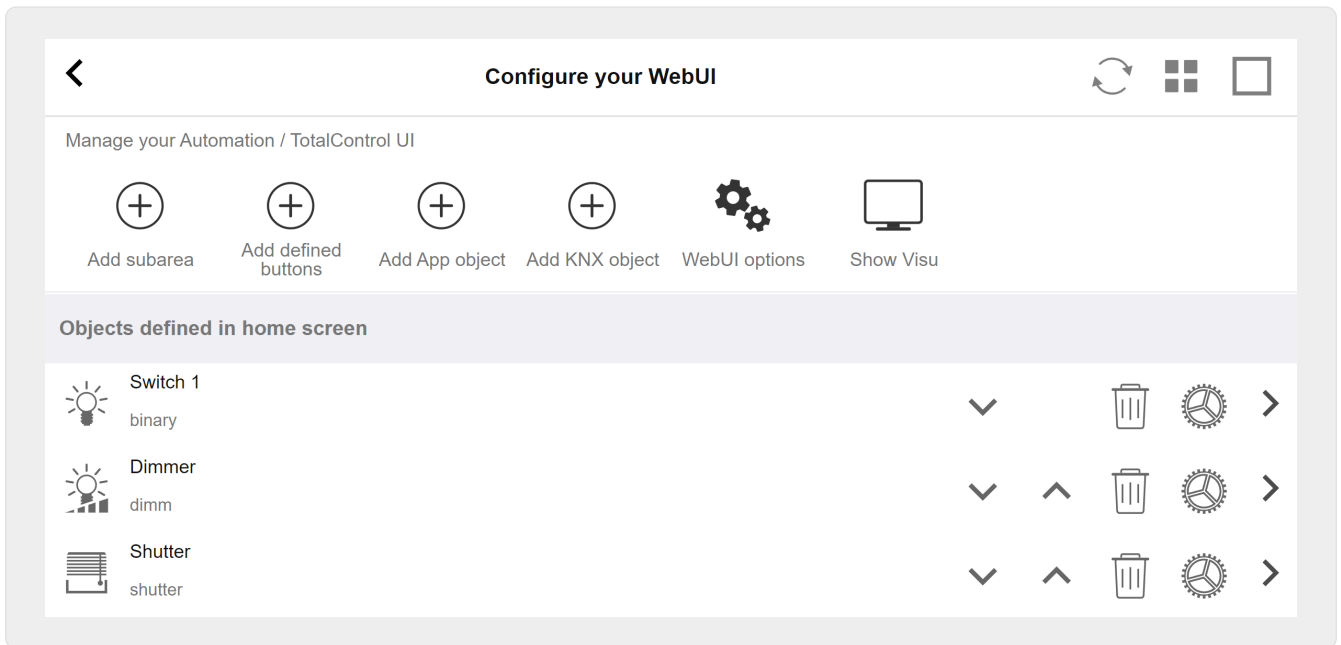 Configure your WebUI
Manage your Automation / TotalControl UI
Add subarea
Add defined
buttons
Add App object
Add KNX object
WebUI options
Show Visu
Objects defined in home screen
Switch 1
binary
Dimmer
dimm
Shutter
shutter